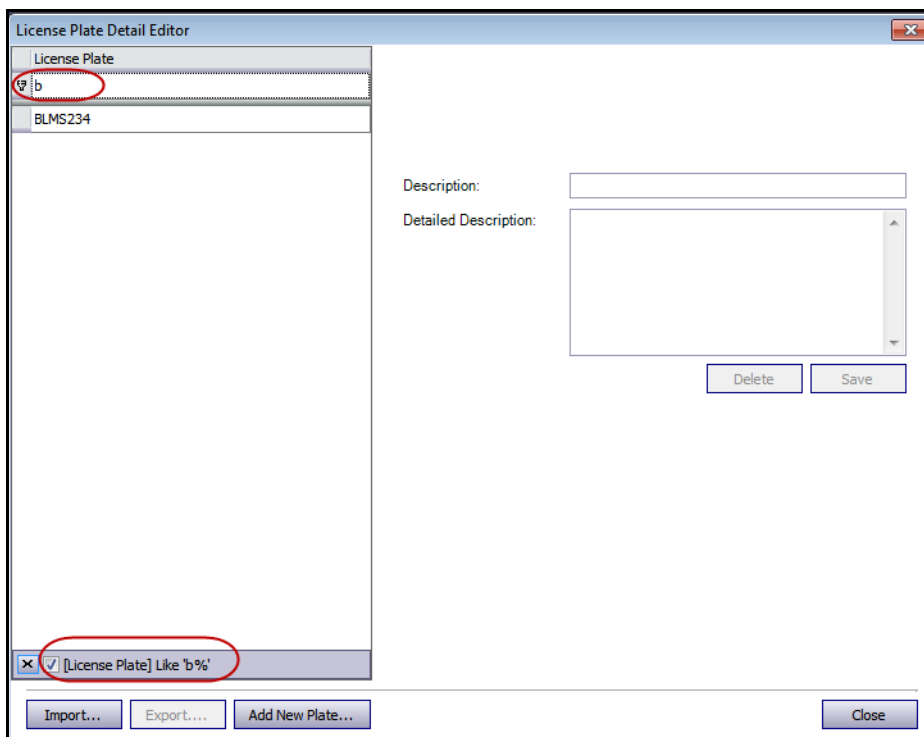 License Plate Detail Editor
License Plate
b
BLMS234
Description:
Detailed Description:
Delete Save
[License Plate] Like 'b%'
Import... Export.... Add New Plate... Close